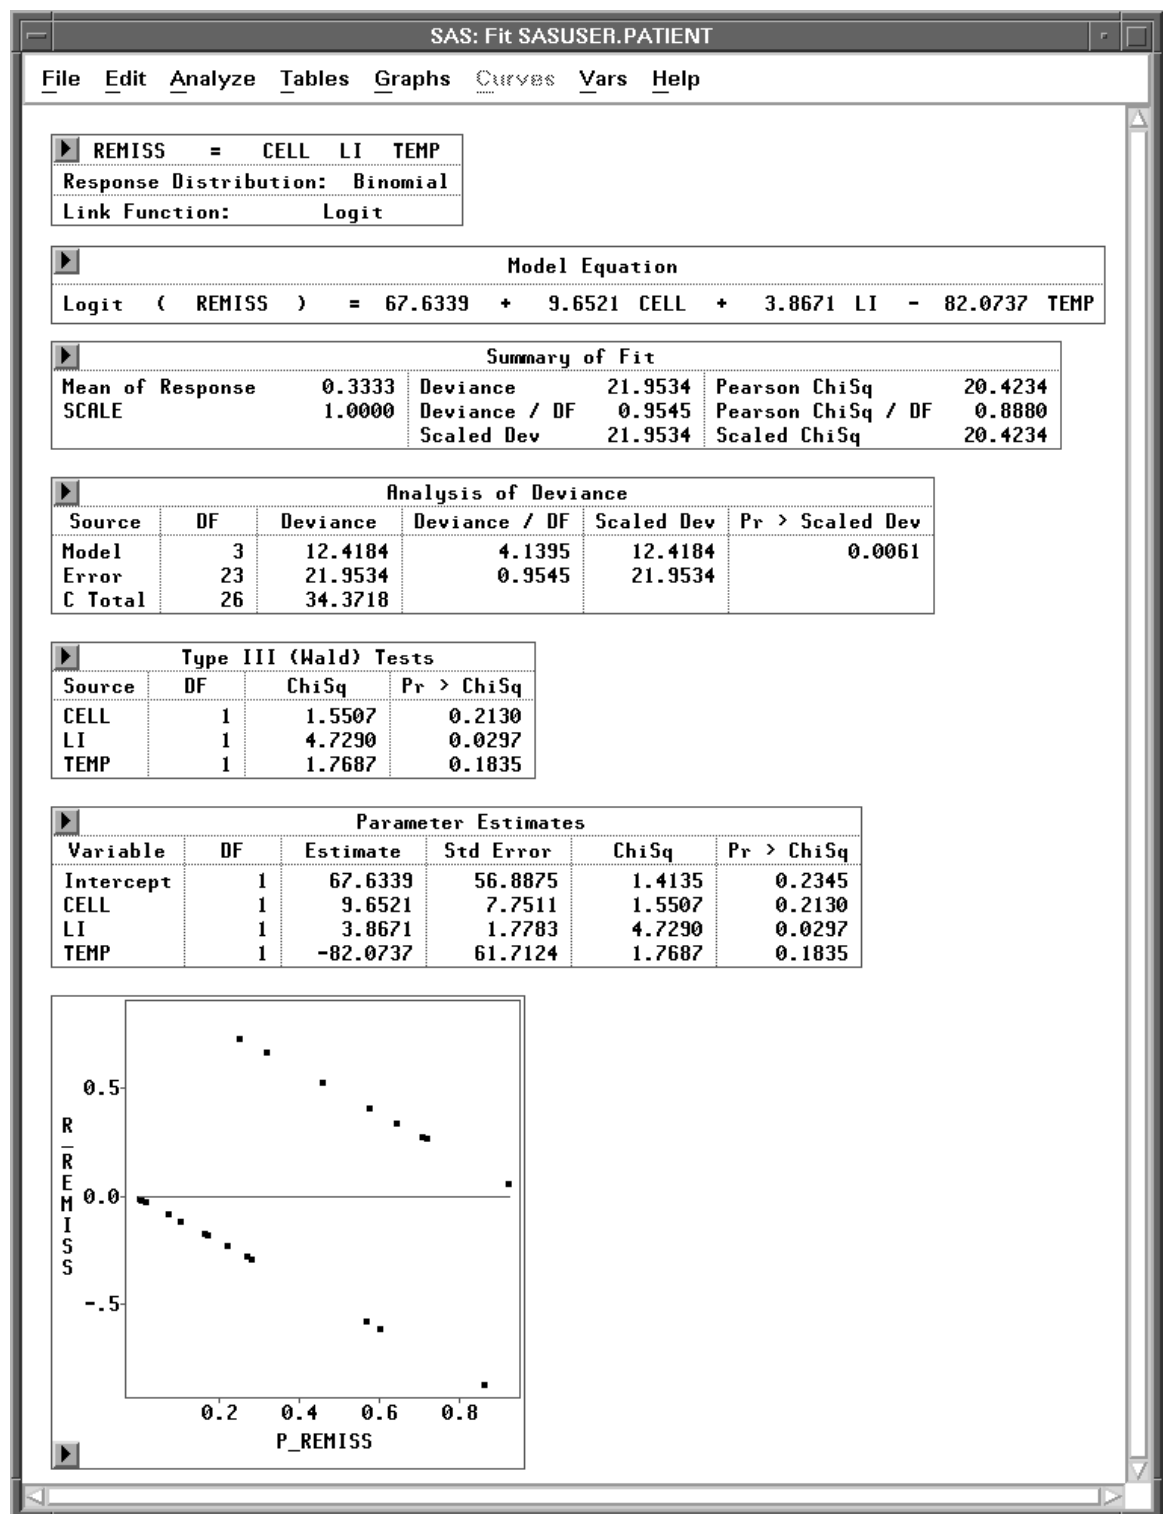 SAS: Fit SASUSER.PATIENT
File Edit Analyze Tables Graphs Curves Vars Help
REMISS = CELL LI TEMP
Response Distribution: Binomial
Link Function: Logit
Model Equation
Logit ( REMISS ) = 67.6339 + 9.6521 CELL + 3.8671 LI - 82.0737 TEMP
Summary of Fit
Mean of Response 0.3333 Deviance 21.9534 Pearson ChiSq 20.4234
SCALE 1.0000 Deviance / DF 0.9545 Pearson ChiSq / DF 0.8880
Scaled Dev 21.9534 Scaled ChiSq 20.4234
Analysis of Deviance
Source DF Deviance Deviance / DF Scaled Dev Pr > Scaled Dev
Model 3 12.4184 4.1395 12.4184 0.0061
Error 23 21.9534 0.9545 21.9534
C Total 26 34.3718
Type III (Wald) Tests
Source DF ChiSq Pr > ChiSq
CELL 1 1.5507 0.2130
LI 1 4.7290 0.0297
TEMP 1 1.7687 0.1835
Parameter Estimates
Variable DF Estimate Std Error ChiSq Pr > ChiSq
Intercept 1 67.6339 56.8875 1.4135 0.2345
CELL 1 9.6521 7.7511 1.5507 0.2130
LI 1 3.8671 1.7783 4.7290 0.0297
TEMP 1 -82.0737 61.7124 1.7687 0.1835
R_REMISS
0.5
0.0
-.5
0.2 0.4 0.6 0.8
P_REMISS